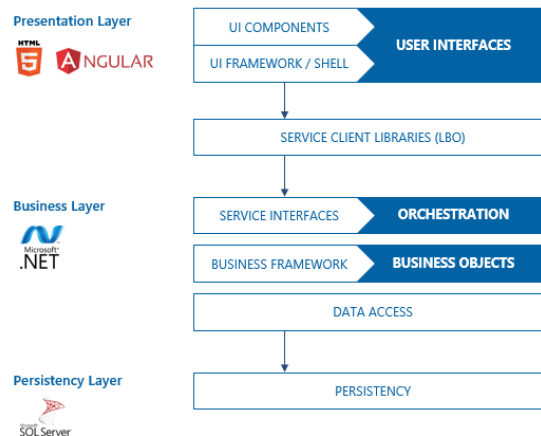 Presentation Layer
HTML
5
ANGULAR
UI COMPONENTS
UI FRAMEWORK / SHELL
USER INTERFACES
SERVICE CLIENT LIBRARIES (LBO)
Business Layer
Microsoft®
.NET
SERVICE INTERFACES
ORCHESTRATION
BUSINESS FRAMEWORK
BUSINESS OBJECTS
DATA ACCESS
Persistency Layer
Microsoft
SQL Server
PERSISTENCY